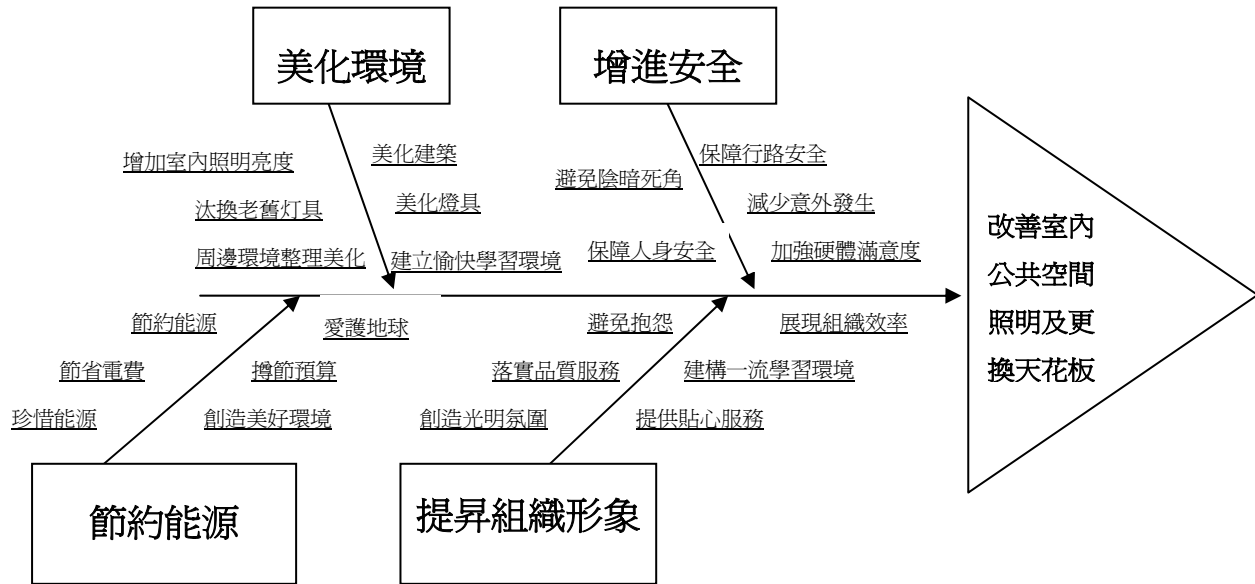 美化環境
增進安全
增加室內照明亮度
美化建築
避免陰暗死角
保障行路安全
汰換老舊灯具
美化燈具
減少意外發生
周邊環境整理美化
建立愉快學習環境
保障人身安全
加強硬體滿意度
改善室內
公共空間
照明及更
換天花板
節約能源
愛護地球
避免抱怨
展現組織效率
節省電費
撙節預算
落實品質服務
建構一流學習環境
珍惜能源
創造美好環境
創造光明氛圍
提供貼心服務
節約能源
提昇組織形象